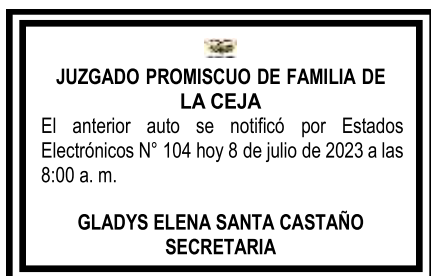 JUZGADO PROMISCUO DE FAMILIA DE
LA CEJA
El anterior auto se notificó por Estados
Electrónicos N° 104 hoy 8 de julio de 2023 a las
8:00 a. m.
GLADYS ELENA SANTA CASTAÑO
SECRETARIA